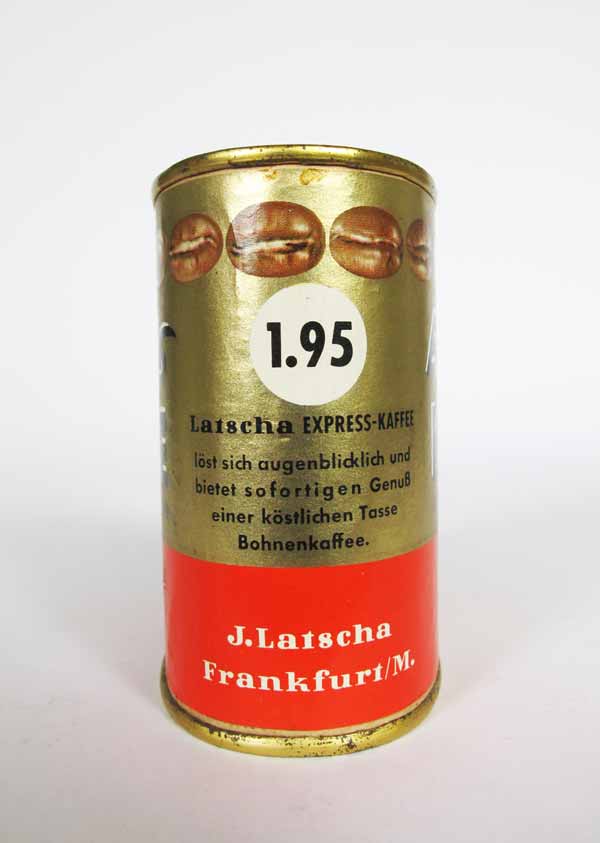 1.95
Latscha EXPRESS-KAFFEE
löst sich augenblicklich und
bietet sofortigen Genuß
einer köstlichen Tasse
Bohnenkaffee.
J.Latscha
Frankfurt/M.